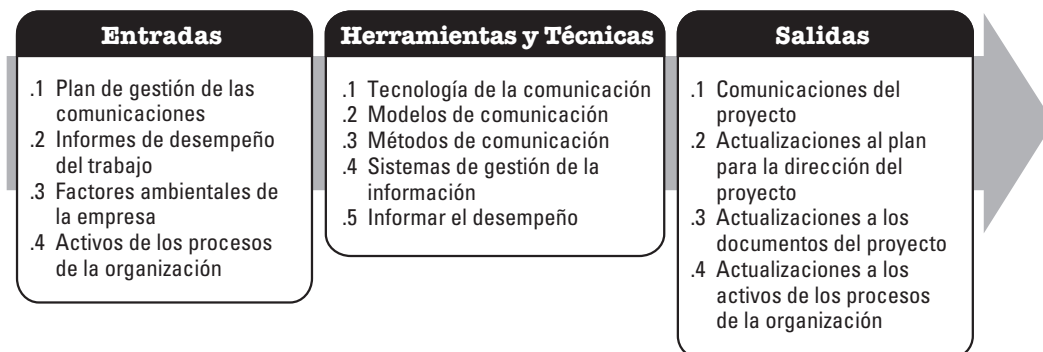 Entradas
.1 Plan de gestión de las
comunicaciones
.2 Informes de desempeño
del trabajo
.3 Factores ambientales de
la empresa
.4 Activos de los procesos
de la organización
Herramientas y Técnicas
.1 Tecnología de la comunicación
.2 Modelos de comunicación
.3 Métodos de comunicación
.4 Sistemas de gestión de la
información
.5 Informar el desempeño
Salidas
.1 Comunicaciones del
proyecto
.2 Actualizaciones al plan
para la dirección del
proyecto
.3 Actualizaciones a los
documentos del proyecto
.4 Actualizaciones a los
activos de los procesos
de la organización